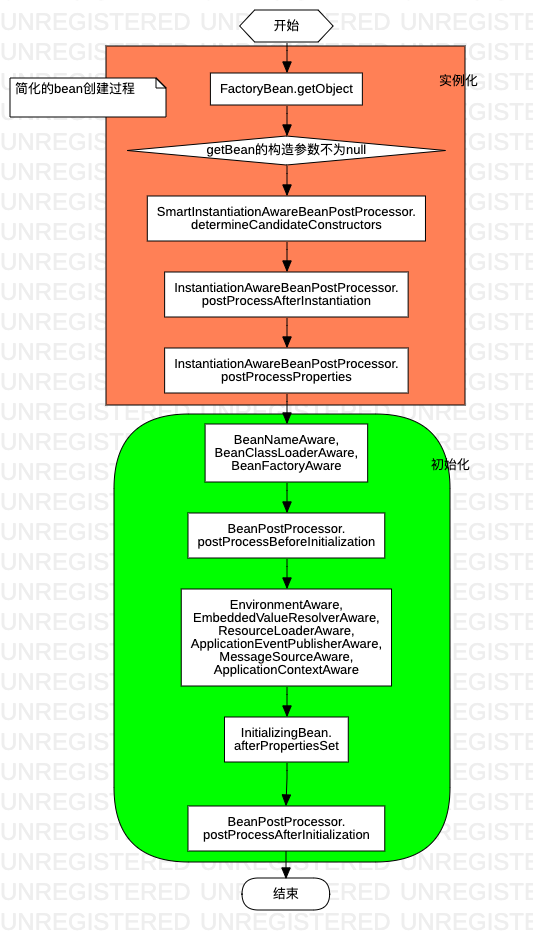 开始
实例化
简化的bean创建过程
FactoryBean.getObject
getBean的构造参数不为null
SmartInstantiationAwareBeanPostProcessor.
determineCandidateConstructors
InstantiationAwareBeanPostProcessor.
postProcessAfterInstantiation
InstantiationAwareBeanPostProcessor.
postProcessProperties
BeanNameAware,
BeanClassLoaderAware,
BeanFactoryAware
初始化
BeanPostProcessor.
postProcessBeforeInitialization
EnvironmentAware,
EmbeddedValueResolverAware,
ResourceLoaderAware,
ApplicationEventPublisherAware,
MessageSourceAware,
ApplicationContextAware
InitializingBean.
afterPropertiesSet
BeanPostProcessor.
postProcessAfterInitialization
结束
UNREGISTERED UNREGISTERED UNREGISTERED